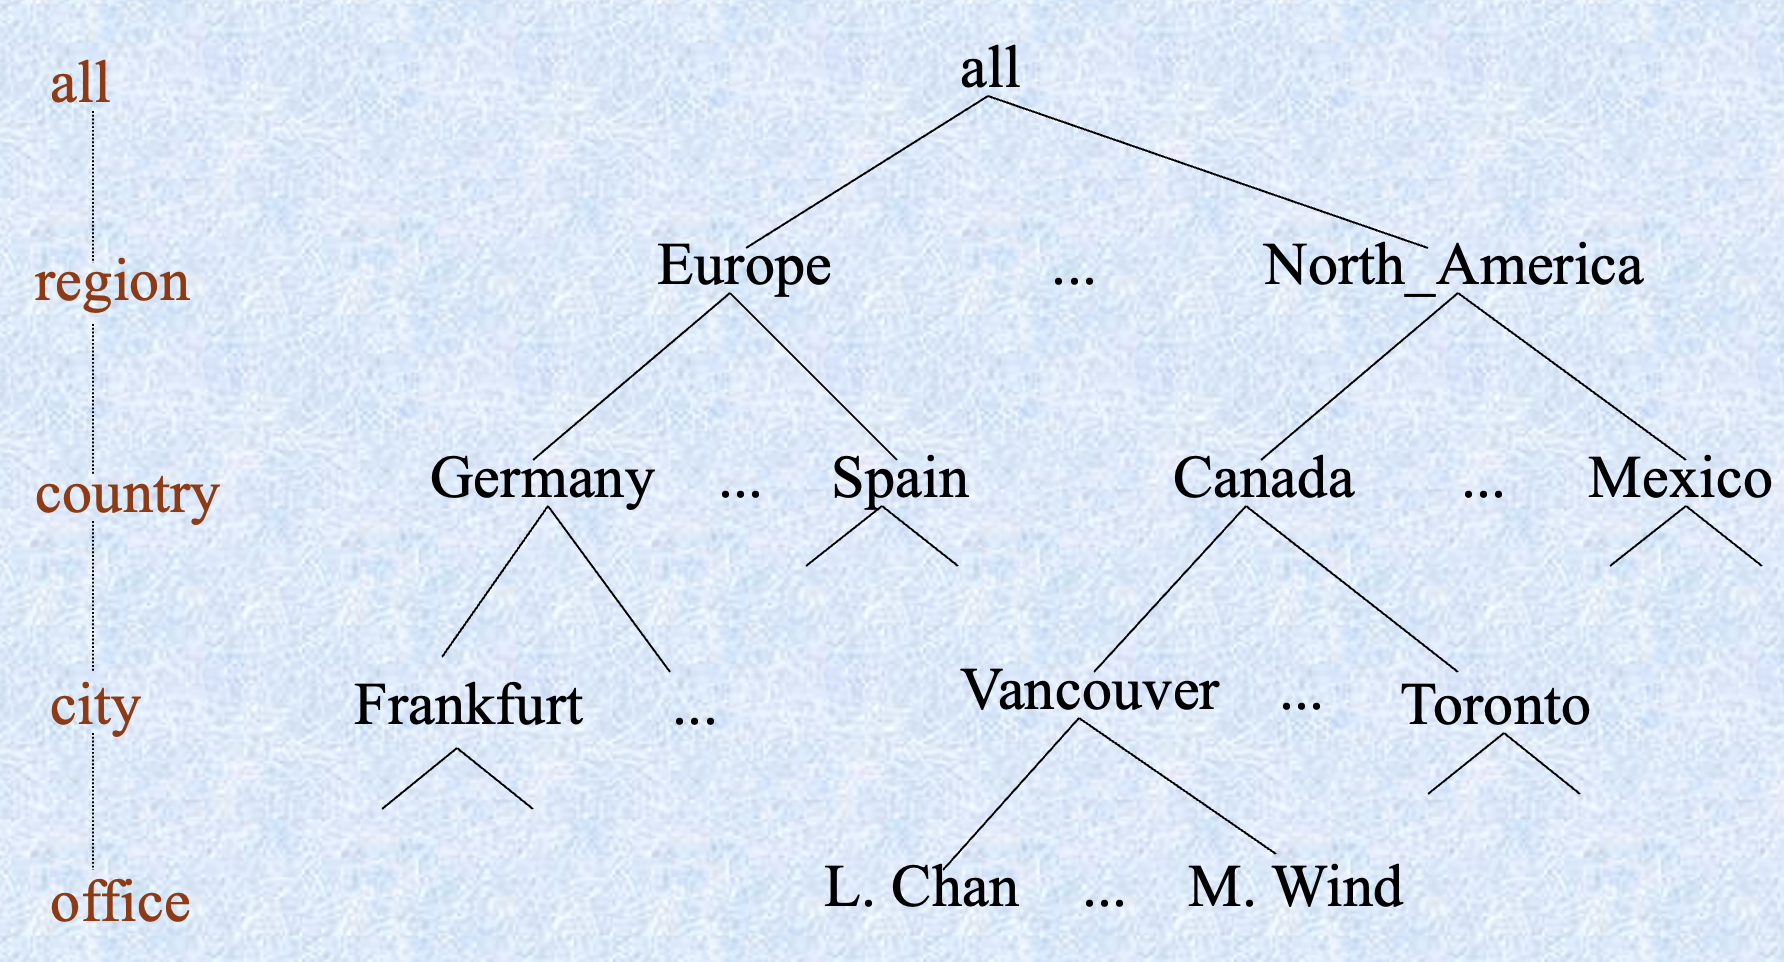 all all
region Europe ... North_America
country Germany ... Spain Canada ... Mexico
city Frankfurt ... Vancouver ... Toronto
office L. Chan ... M. Wind